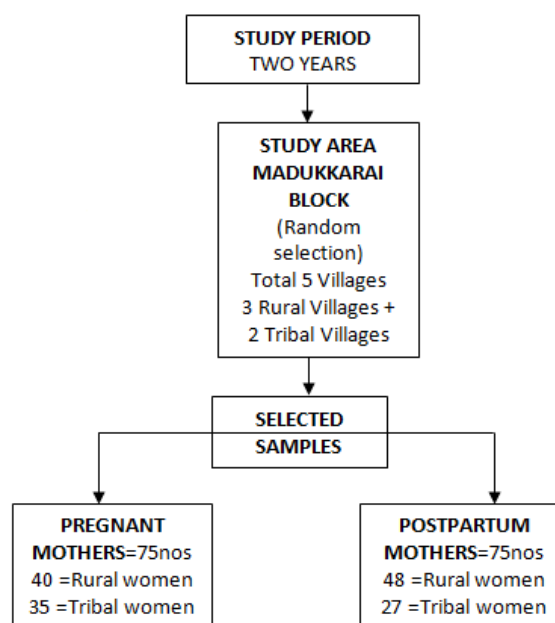 STUDY PERIOD
TWO YEARS
STUDY AREA
MADUKKARAI
BLOCK
(Random
selection)
Total 5 Villages
3 Rural Villages +
2 Tribal Villages
SELECTED
SAMPLES
PREGNANT
MOTHERS=75nos
40 =Rural women
35 =Tribal women
POSTPARTUM
MOTHERS=75nos
48 =Rural women
27 =Tribal women